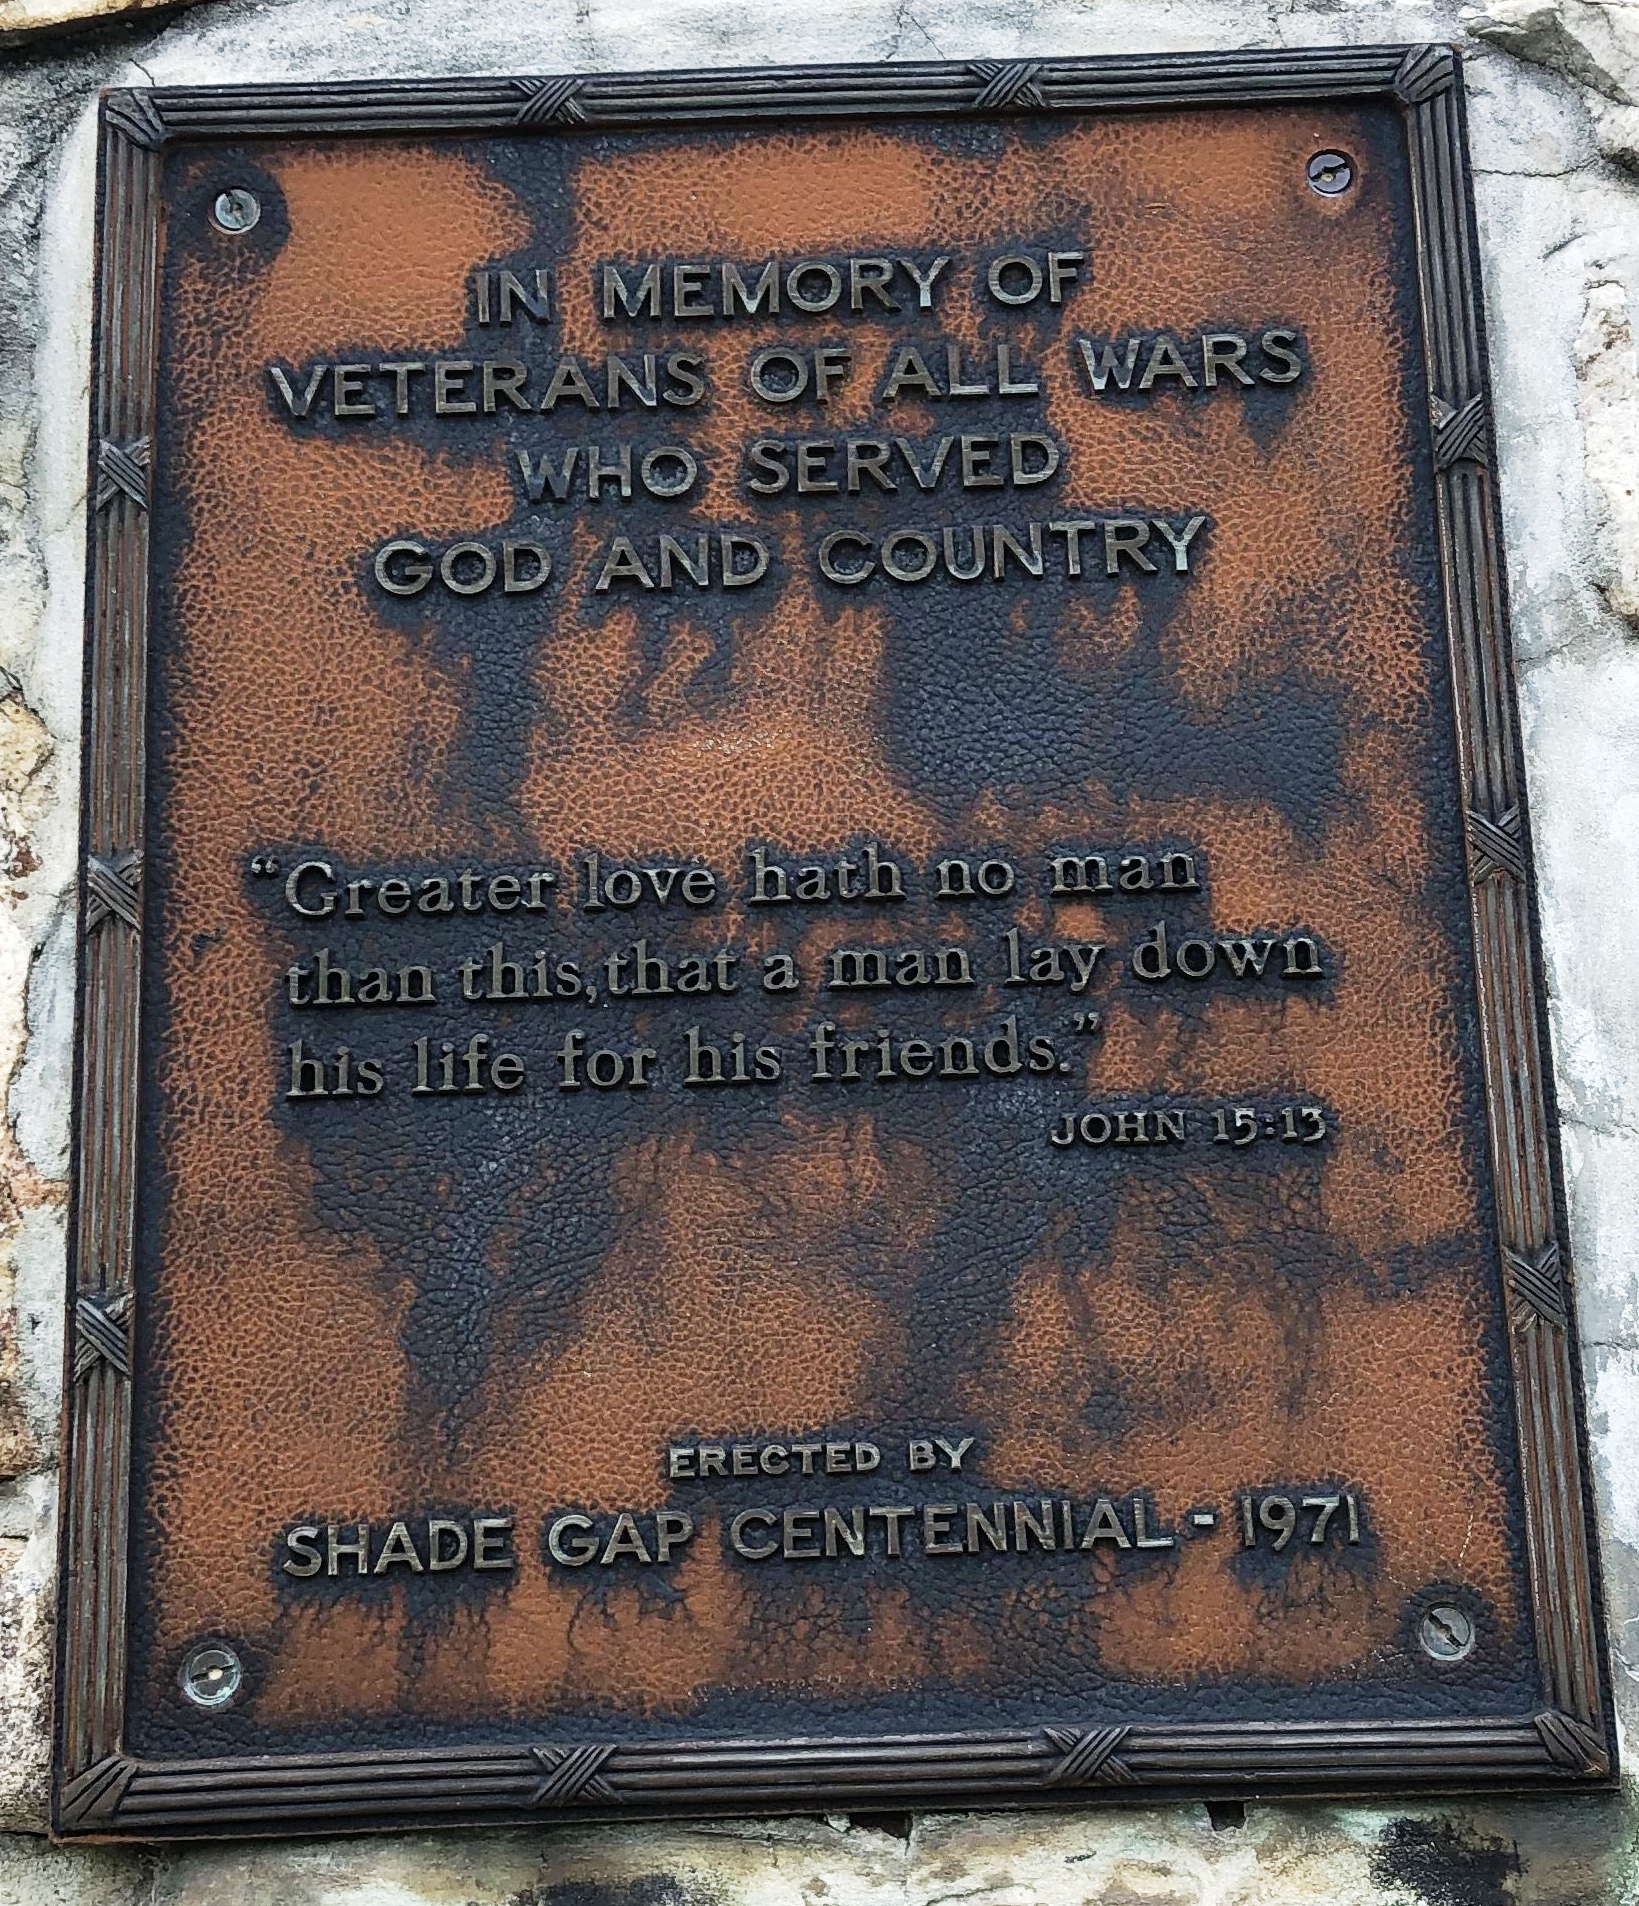 IN MEMORY OF
VETERANS OF ALL WARS
WHO SERVED
GOD AND COUNTRY
“Greater love hath no man
than this, that a man lay down
his life for his friends.”
JOHN 15:13
ERECTED BY
SHADE GAP CENTENNIAL - 1971